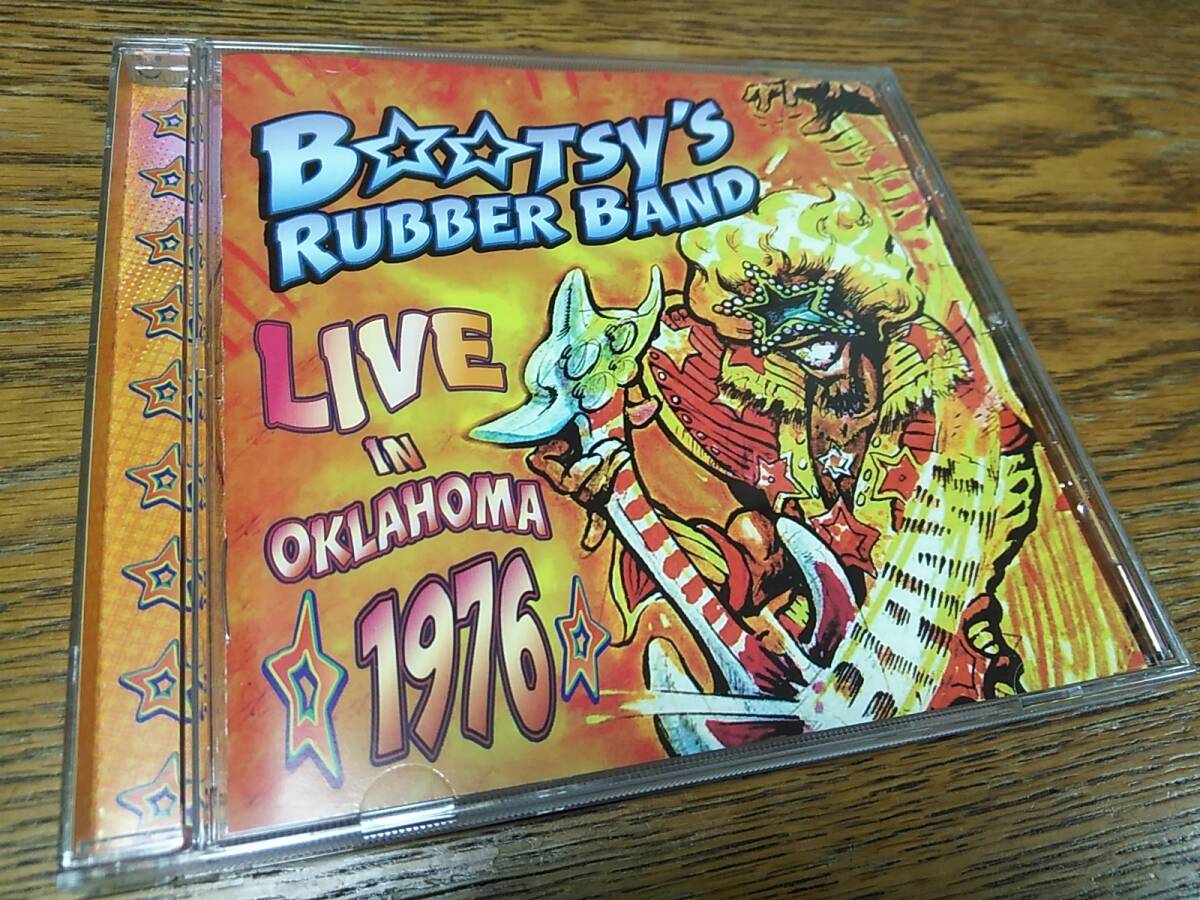 BOOTSY'S
RUBBER BAND
LIVE
IN
OKLAHOMA
1976